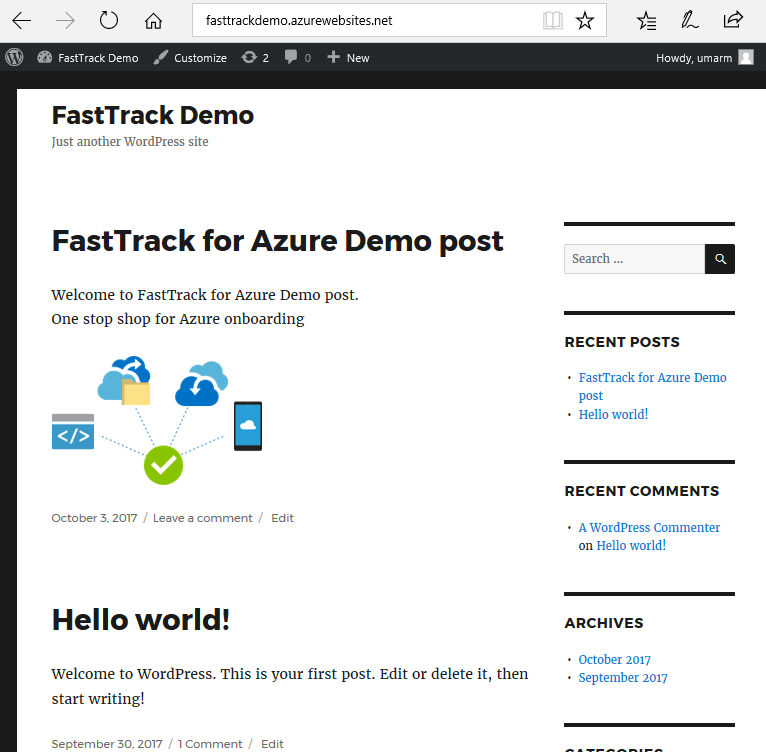 fasttrackdemo.azurewebsites.net
FastTrack Demo Customize 2 0 New Howdy, umarm
FastTrack Demo
Just another WordPress site
FastTrack for Azure Demo post
Welcome to FastTrack for Azure Demo post.
One stop shop for Azure onboarding
</>
October 3, 2017 / Leave a comment / Edit
Hello world!
Welcome to WordPress. This is your first post. Edit or delete it, then
start writing!
September 30, 2017 / 1 Comment / Edit
Search ...
RECENT POSTS
FastTrack for Azure Demo
post
Hello world!
RECENT COMMENTS
A WordPress Commenter
on Hello world!
ARCHIVES
October 2017
September 2017
CATEGORIES